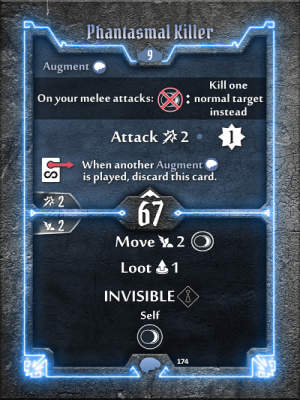 Phantasmal Killer
9
Augment
On your melee attacks: : Kill one
normal target
instead
Attack 2
1
When another Augment
is played, discard this card.
2
67
2
Move 2
Loot 1
INVISIBLE
Self
174